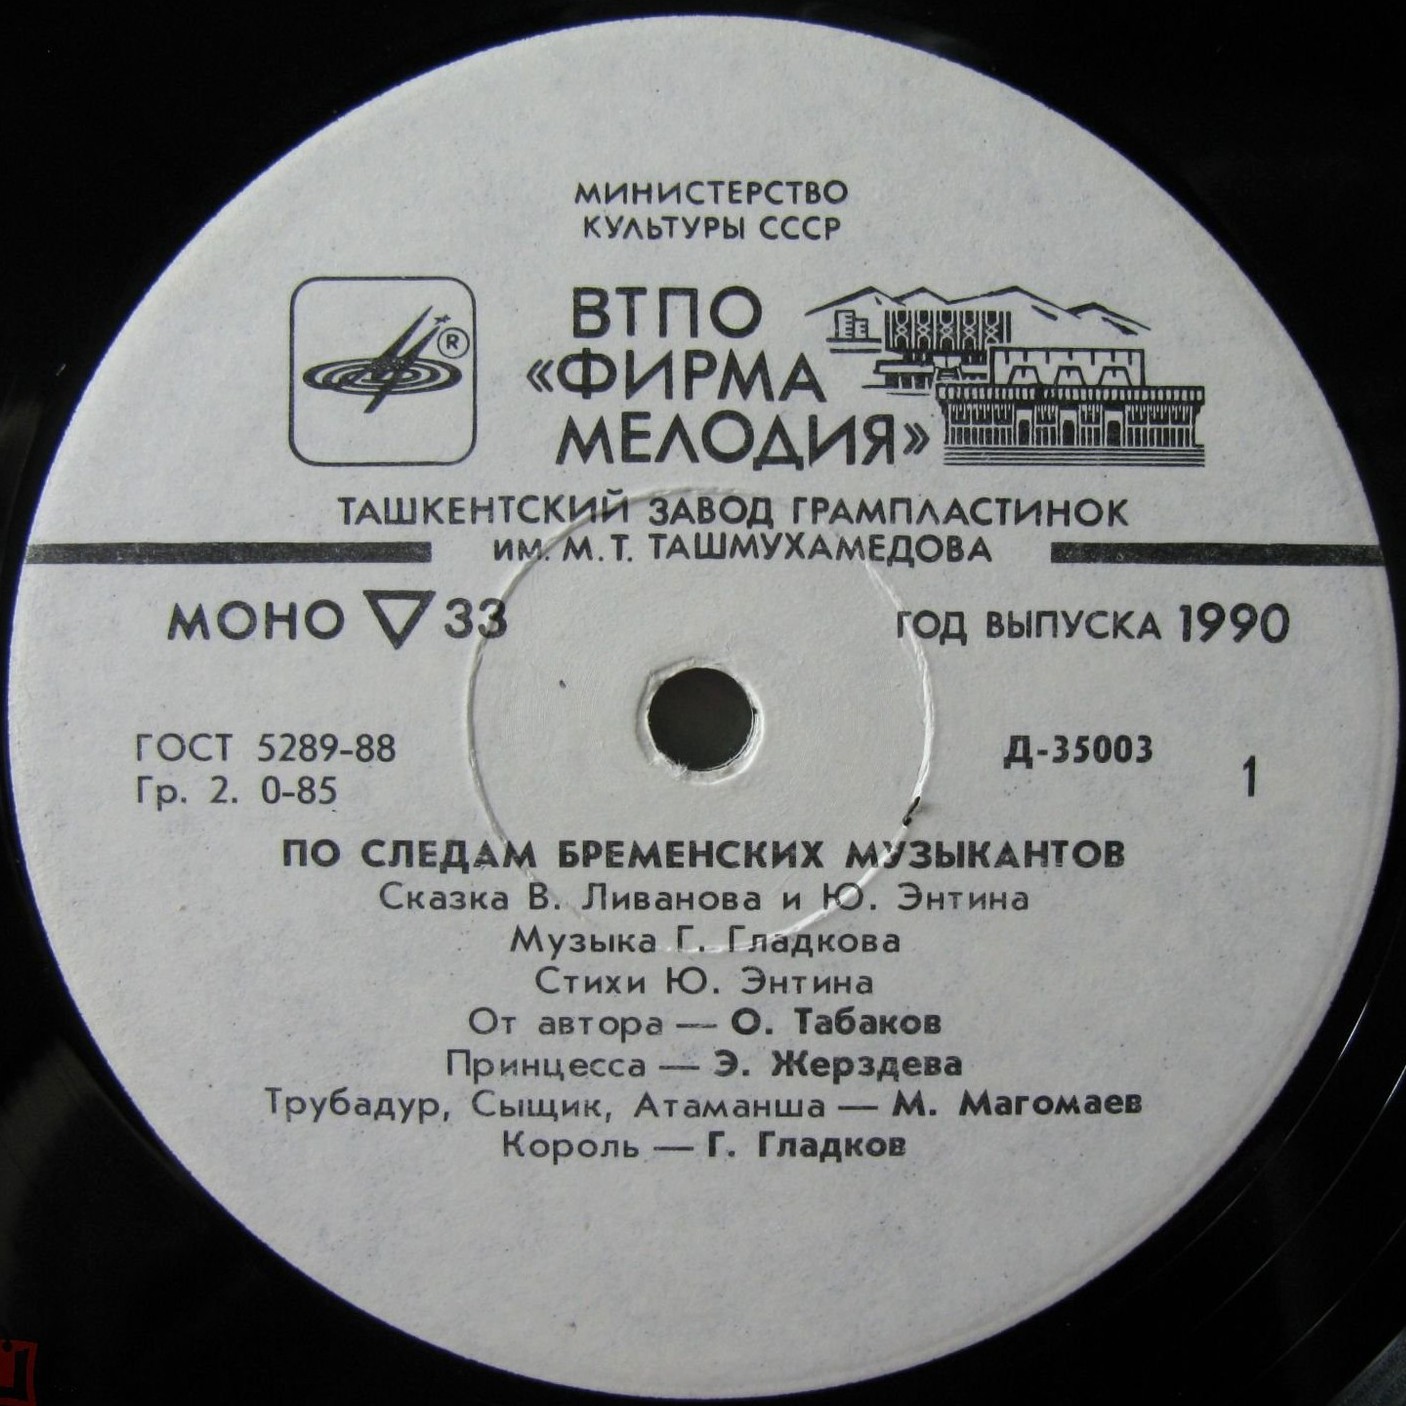 МИНИСТЕРСТВО
КУЛЬТУРЫ СССР
ВТПО
«ФИРМА
МЕЛОДИЯ»
®
ТАШКЕНТСКИЙ ЗАВОД ГРАМПЛАСТИНОК
ИМ. М.Т. ТАШМУХАМЕДОВА
МОНО 33
ГОД ВЫПУСКА 1990
ГОСТ 5289-88
Гр. 2. 0-85
Д-35003
1
ПО СЛЕДАМ БРЕМЕНСКИХ МУЗЫКАНТОВ
Сказка В. Ливанова и Ю. Энтина
Музыка Г. Гладкова
Стихи Ю. Энтина
От автора — О. Табаков
Принцесса — Э. Жерздева
Трубадур, Сыщик, Атаманша — М. Магомаев
Король — Г. Гладков